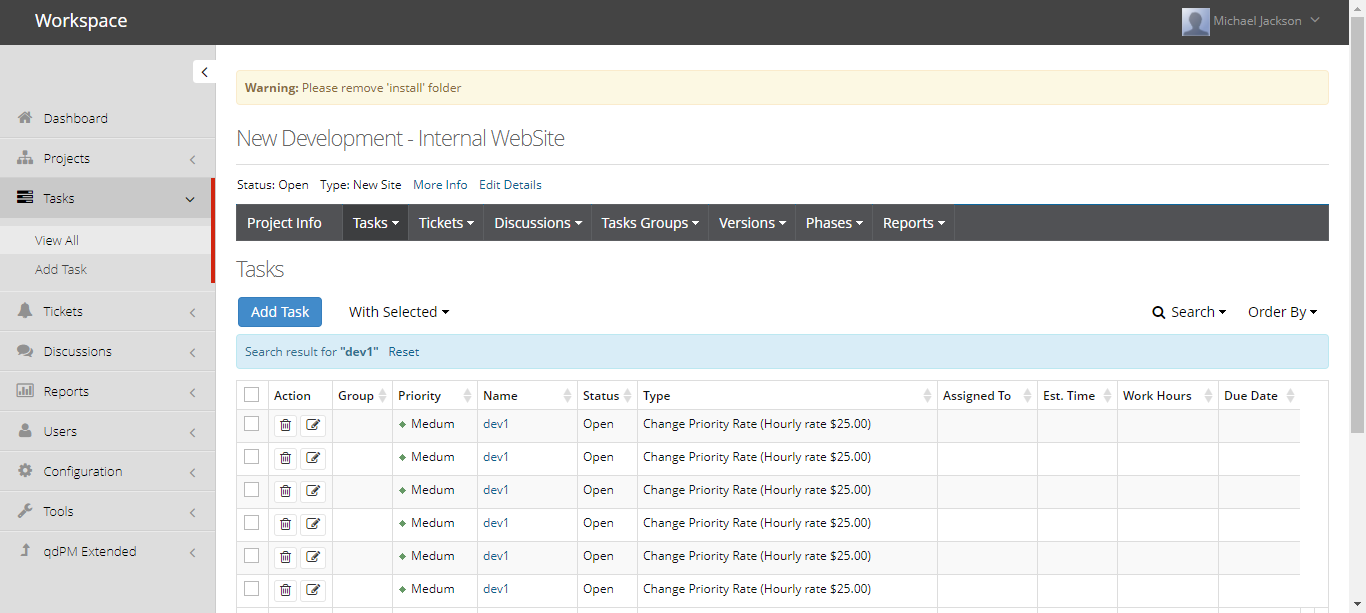 Workspace
Michael Jackson
Dashboard
Projects
Tasks
View All
Add Task
Tickets
Discussions
Reports
Users
Configuration
Tools
qdPM Extended
Warning: Please remove 'install' folder
New Development - Internal WebSite
Status: Open Type: New Site More Info Edit Details
Project Info Tasks Tickets Discussions Tasks Groups Versions Phases Reports
Tasks
Add Task With Selected Search Order By
Search result for "dev1" Reset
Action Group Priority Name Status Type Assigned To Est. Time Work Hours Due Date
Medum dev1 Open Change Priority Rate (Hourly rate $25.00)
Medum dev1 Open Change Priority Rate (Hourly rate $25.00)
Medum dev1 Open Change Priority Rate (Hourly rate $25.00)
Medum dev1 Open Change Priority Rate (Hourly rate $25.00)
Medum dev1 Open Change Priority Rate (Hourly rate $25.00)
Medum dev1 Open Change Priority Rate (Hourly rate $25.00)